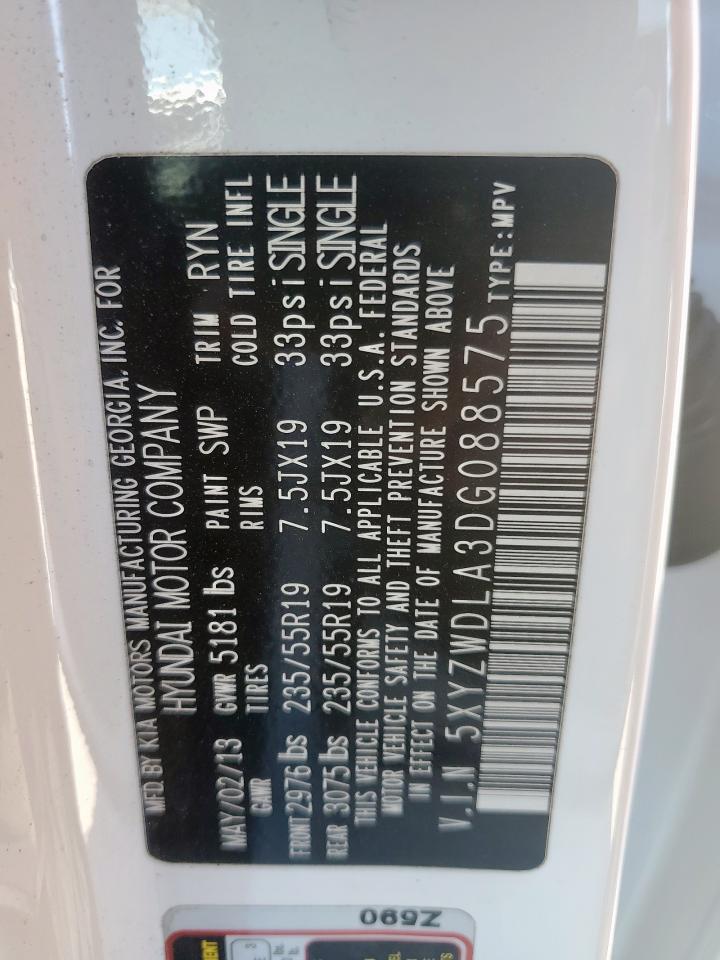 MFD BY KIA MOTORS MANUFACTURING GEORGIA, INC. FOR
HYUNDAI MOTOR COMPANY
MAY/02/13 GVWR 5181 lbs PAINT SWP TRIM RYN
GAWR TIRES RIMS COLD TIRE INFL
FRONT 2976 lbs 235/55R19 7.5JX19 33psi SINGLE
REAR 3075 lbs 235/55R19 7.5JX19 33psi SINGLE
THIS VEHICLE CONFORMS TO ALL APPLICABLE U.S.A. FEDERAL
MOTOR VEHICLE SAFETY AND THEFT PREVENTION STANDARDS
IN EFFECT ON THE DATE OF MANUFACTURE SHOWN ABOVE
V.I.N 5XYZWDLA3DG088575 TYPE:MPV
Z590